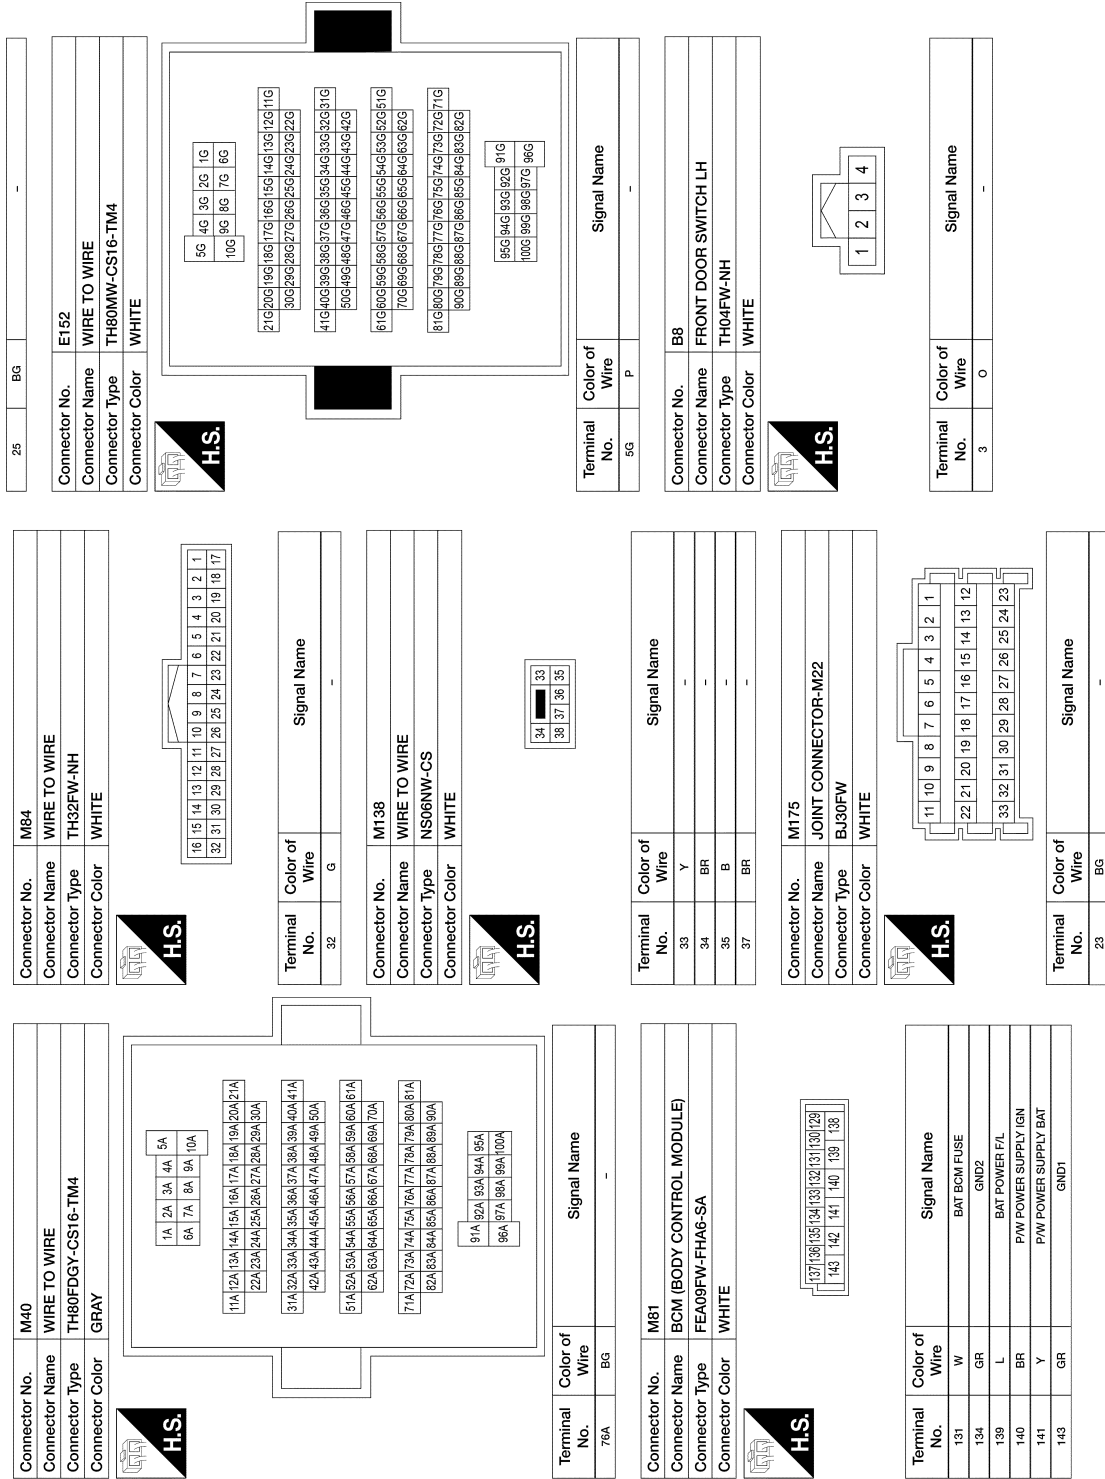 Connector No. M40
Connector Name WIRE TO WIRE
Connector Type TH80FDGY-CS16-TM4
Connector Color GRAY
H.S.
1A 2A 3A 4A 5A
6A 7A 8A 9A 10A
11A 12A 13A 14A 15A 16A 17A 18A 19A 20A 21A
22A 23A 24A 25A 26A 27A 28A 29A 30A
31A 32A 33A 34A 35A 36A 37A 38A 39A 40A 41A
42A 43A 44A 45A 46A 47A 48A 49A 50A
51A 52A 53A 54A 55A 56A 57A 58A 59A 60A 61A
62A 63A 64A 65A 66A 67A 68A 69A 70A
71A 72A 73A 74A 75A 76A 77A 78A 79A 80A 81A
82A 83A 84A 85A 86A 87A 88A 89A 90A
91A 92A 93A 94A 95A
96A 97A 98A 99A 100A
Terminal No. Color of Wire Signal Name
76A BG –
Connector No. M81
Connector Name BCM (BODY CONTROL MODULE)
Connector Type FEA09FW-FHA6-SA
Connector Color WHITE
H.S.
137 136 135 134 133 132 131 130 129
143 142 141 140 139 138
Terminal No. Color of Wire Signal Name
131 W BAT BCM FUSE
134 GR GND2
139 L BAT POWER F/L
140 BR P/W POWER SUPPLY IGN
141 Y P/W POWER SUPPLY BAT
143 GR GND1
Connector No. M84
Connector Name WIRE TO WIRE
Connector Type TH32FW-NH
Connector Color WHITE
H.S.
16 15 14 13 12 11 10 9 8 7 6 5 4 3 2 1
32 31 30 29 28 27 26 25 24 23 22 21 20 19 18 17
Terminal No. Color of Wire Signal Name
32 G –
Connector No. M138
Connector Name WIRE TO WIRE
Connector Type NS06NW-CS
Connector Color WHITE
H.S.
34 33
38 37 36 35
Terminal No. Color of Wire Signal Name
33 Y –
34 BR –
35 B –
37 BR –
Connector No. M175
Connector Name JOINT CONNECTOR-M22
Connector Type BJ30FW
Connector Color WHITE
H.S.
11 10 9 8 7 6 5 4 3 2 1
22 21 20 19 18 17 16 15 14 13 12
33 32 31 30 29 28 27 26 25 24 23
Terminal No. Color of Wire Signal Name
23 BG –
25 BG –
Connector No. E152
Connector Name WIRE TO WIRE
Connector Type TH80MW-CS16-TM4
Connector Color WHITE
H.S.
5G 4G 3G 2G 1G
10G 9G 8G 7G 6G
21G 20G 19G 18G 17G 16G 15G 14G 13G 12G 11G
30G 29G 28G 27G 26G 25G 24G 23G 22G
41G 40G 39G 38G 37G 36G 35G 34G 33G 32G 31G
50G 49G 48G 47G 46G 45G 44G 43G 42G
61G 60G 59G 58G 57G 56G 55G 54G 53G 52G 51G
70G 69G 68G 67G 66G 65G 64G 63G 62G
81G 80G 79G 78G 77G 76G 75G 74G 73G 72G 71G
90G 89G 88G 87G 86G 85G 84G 83G 82G
95G 94G 93G 92G 91G
100G 99G 98G 97G 96G
Terminal No. Color of Wire Signal Name
5G P –
Connector No. B8
Connector Name FRONT DOOR SWITCH LH
Connector Type TH04FW-NH
Connector Color WHITE
H.S.
1 2 3 4
Terminal No. Color of Wire Signal Name
3 O –